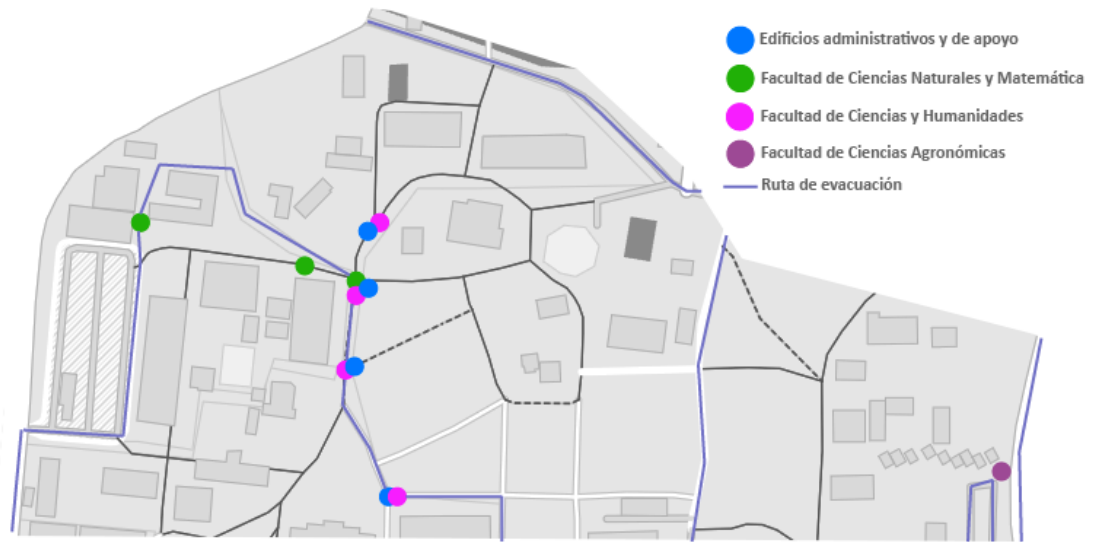 Edificios administrativos y de apoyo
Facultad de Ciencias Naturales y Matemática
Facultad de Ciencias y Humanidades
Facultad de Ciencias Agronómicas
Ruta de evacuación